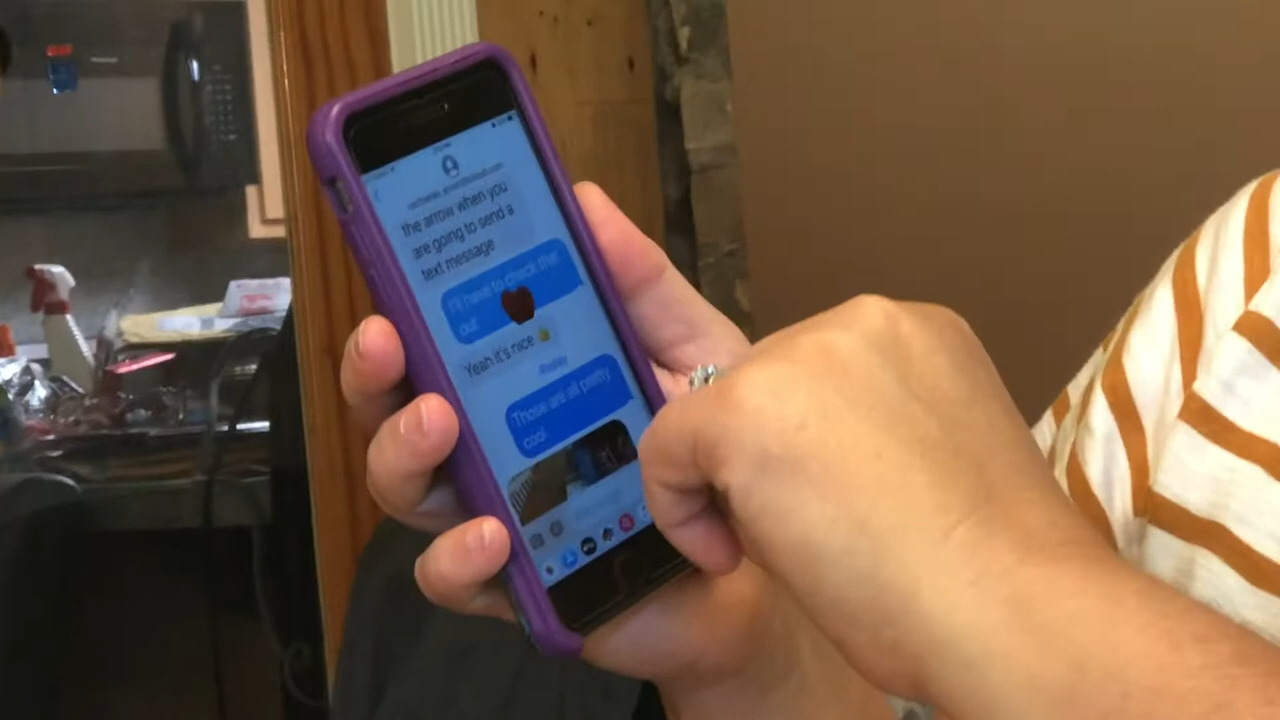 the arrow when you
are going to send a
text message
I'll have to check that
out
Yeah it's nice 👍
Those are all pretty
cool